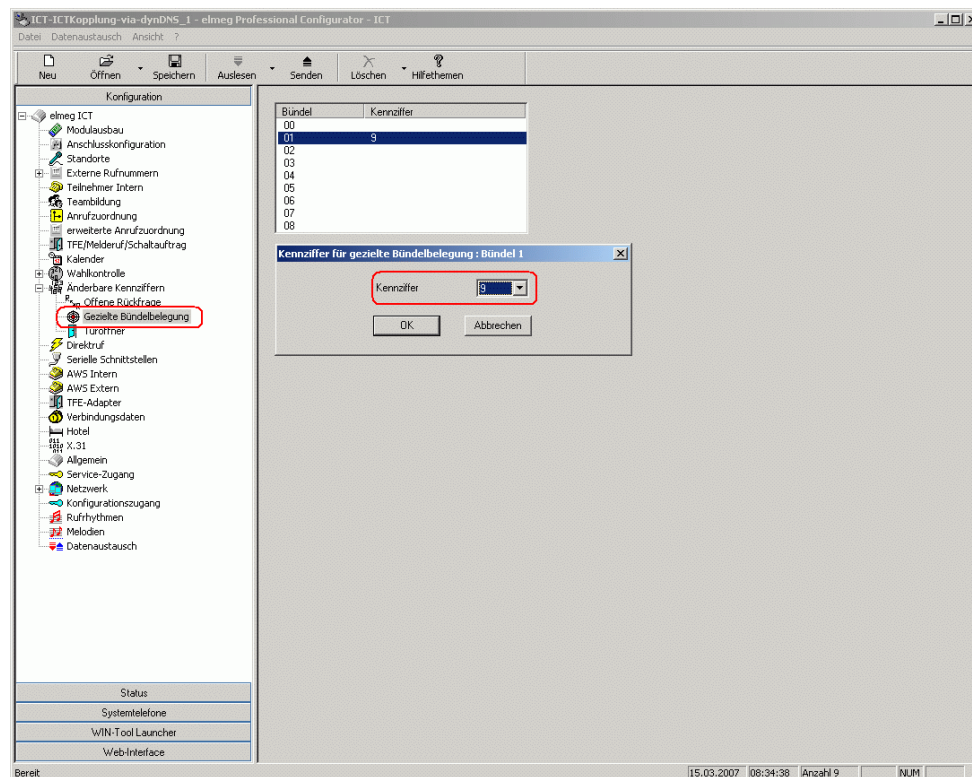 ICT-ICTKopplung-via-dynDNS_1 - elmeg Professional Configurator - ICT
Datei Datenaustausch Ansicht ?
Neu Öffnen Speichern Auslesen Senden Löschen Hilfethemen
Konfiguration
elmeg ICT
Modulausbau
Anschlusskonfiguration
Standorte
Externe Rufnummern
Teilnehmer Intern
Teambildung
Anrufzuordnung
erweiterte Anrufzuordnung
TFE/Melderuf/Schaltauftrag
Kalender
Wahlkontrolle
Änderbare Kennziffern
Offene Rückfrage
Gezielte Bündelbelegung
Türöffner
Direktruf
Serielle Schnittstellen
AWS Intern
AWS Extern
TFE-Adapter
Verbindungsdaten
Hotel
X.31
Allgemein
Service-Zugang
Netzwerk
Konfigurationszugang
Rufrhythmen
Melodien
Datenaustausch
Status
Systemtelefone
WIN-Tool Launcher
Web-Interface
Bündel Kennziffer
00
01 9
02
03
04
05
06
07
08
Kennziffer für gezielte Bündelbelegung : Bündel 1
Kennziffer 9
OK Abbrechen
Bereit 15.03.2007 08:34:38 Anzahl 9 NUM